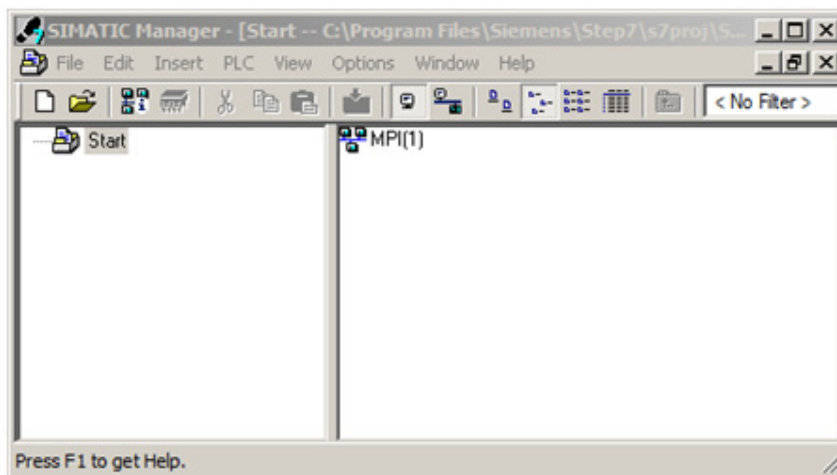 SIMATIC Manager - [Start -- C:\Program Files\Siemens\Step7\s7proj\S...
File Edit Insert PLC View Options Window Help
< No Filter >
Start
MPI(1)
Press F1 to get Help.